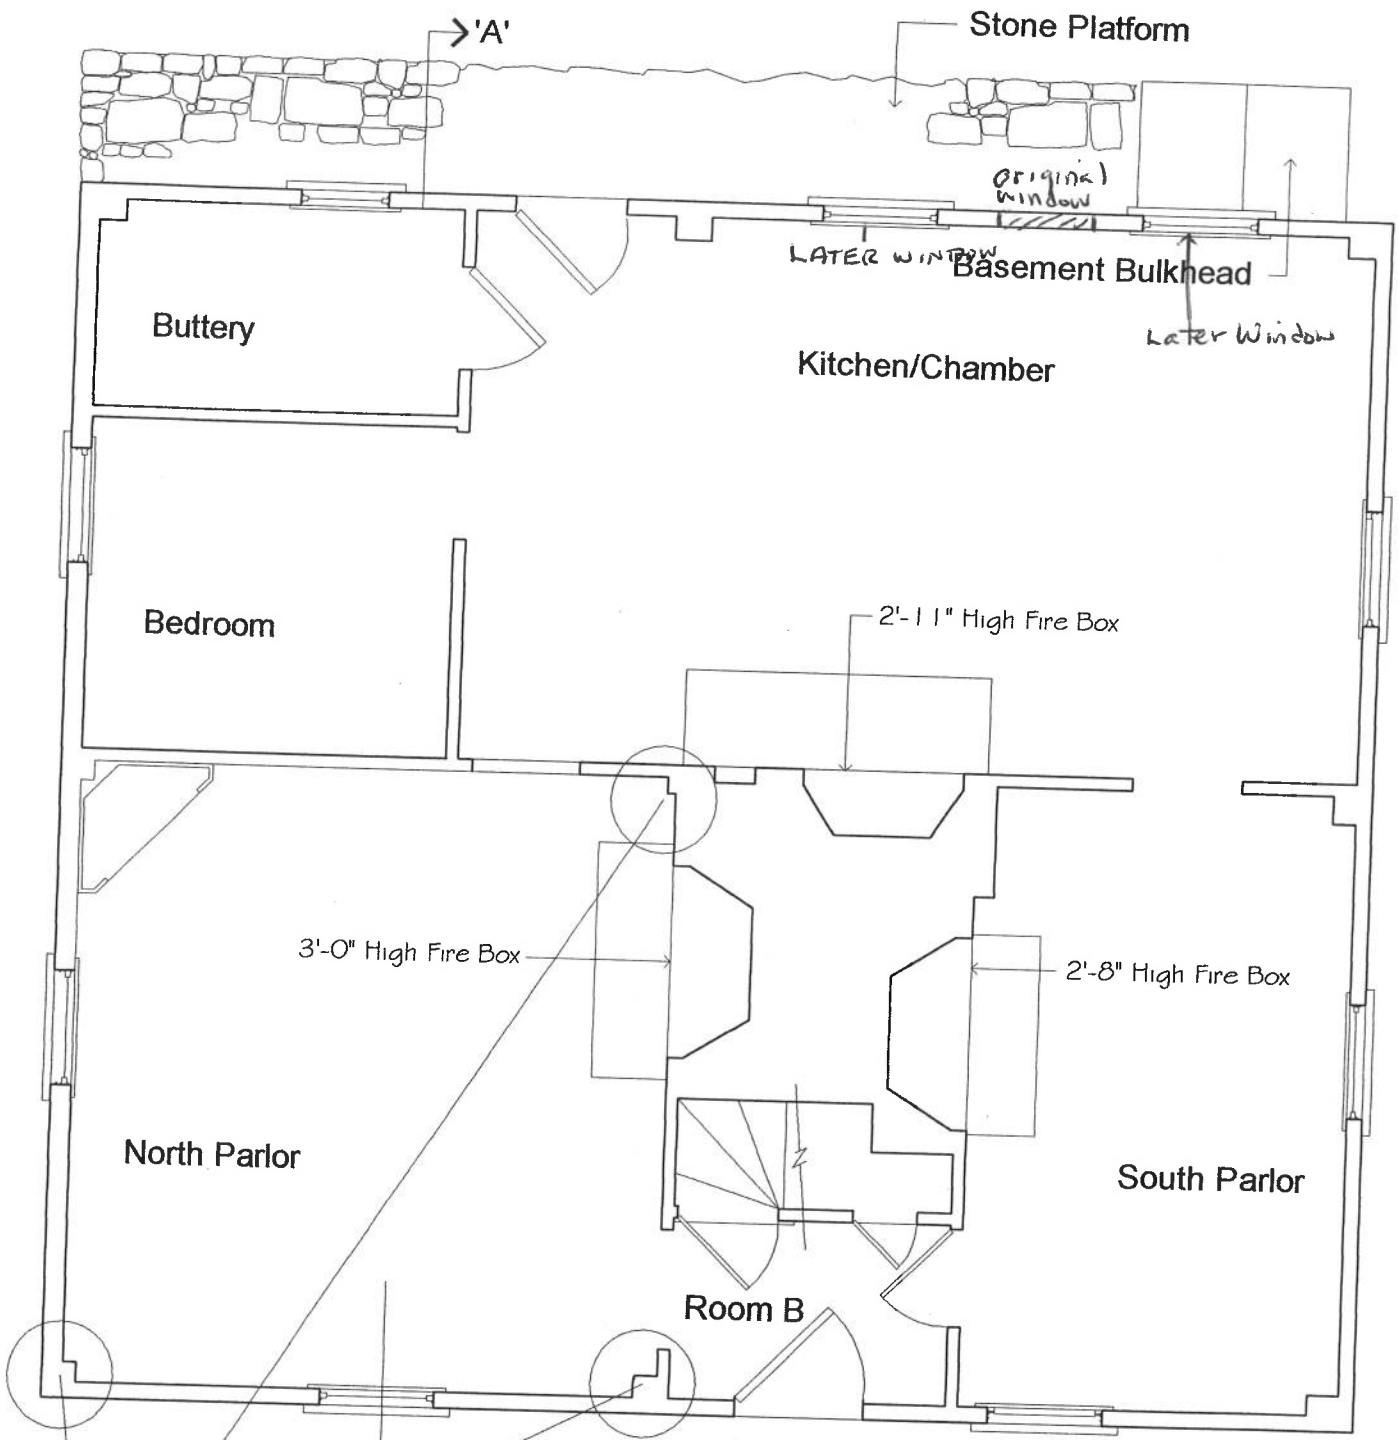 'A'
Stone Platform
original
window
LATER WINDOW
Basement Bulkhead
Later Window
Buttery
Kitchen/Chamber
Bedroom
2'-11" High Fire Box
3'-0" High Fire Box
2'-8" High Fire Box
North Parlor
South Parlor
Room B